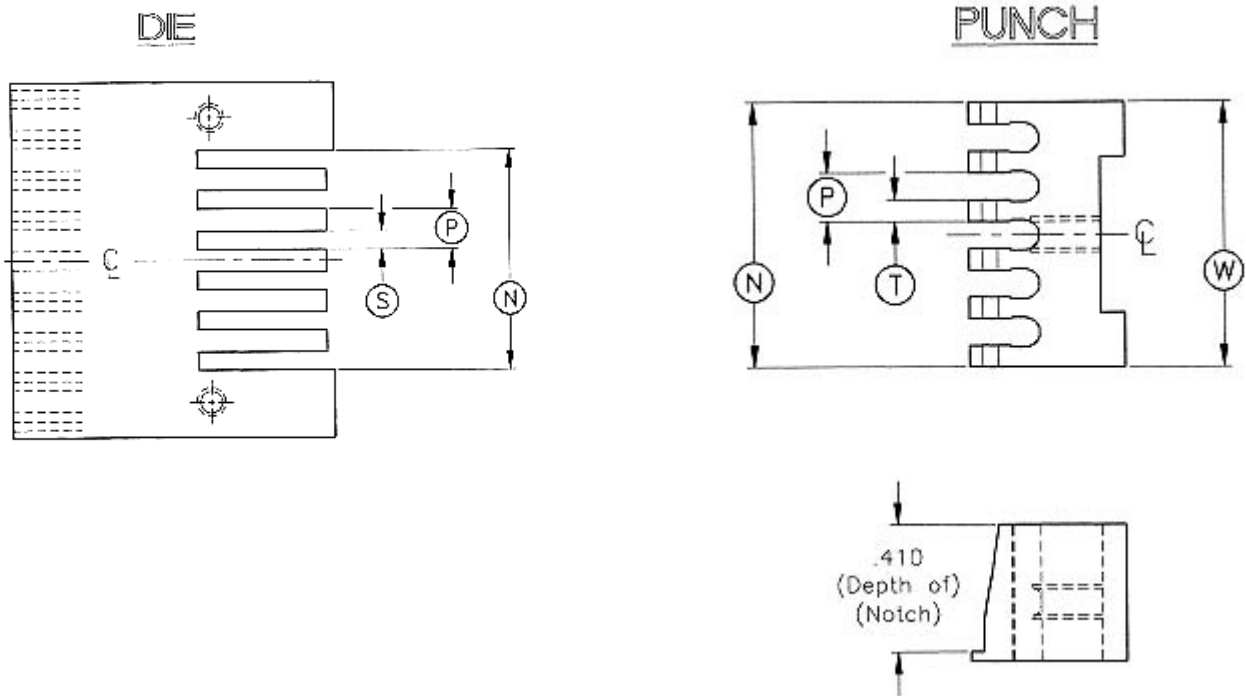 DIE
PUNCH
P
S
N
℄
P
T
N
W
℄
.410
(Depth of)
(Notch)